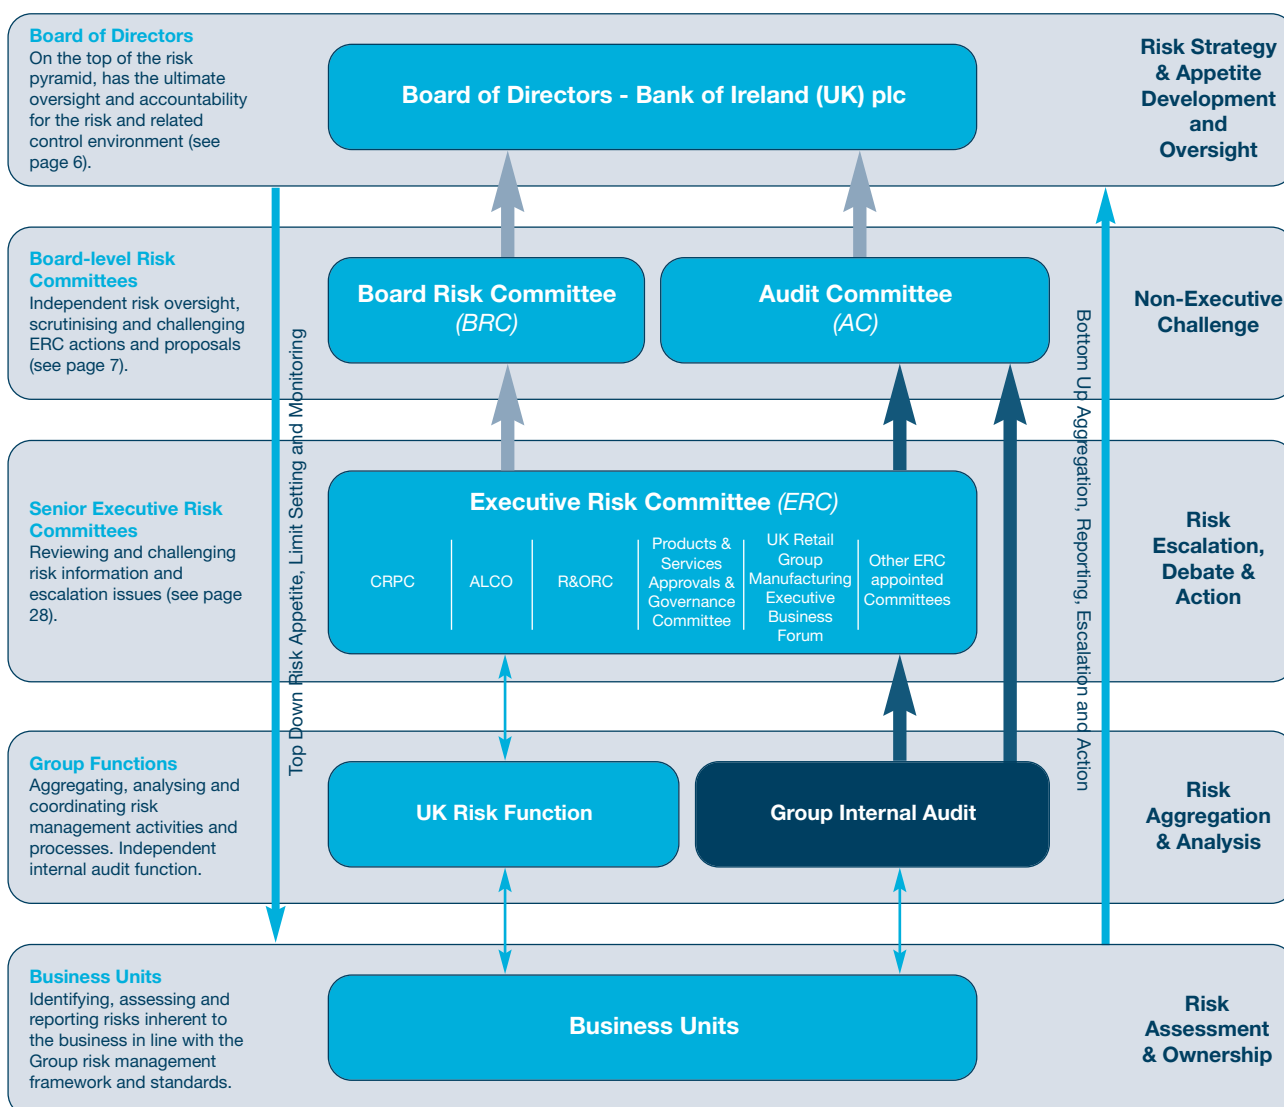 Board of Directors
On the top of the risk
pyramid, has the ultimate
oversight and accountability
for the risk and related
control environment (see
page 6).
Board of Directors - Bank of Ireland (UK) plc
Risk Strategy
& Appetite
Development
and
Oversight
Board-level Risk
Committees
Independent risk oversight,
scrutinising and challenging
ERC actions and proposals
(see page 7).
Board Risk Committee
(BRC)
Audit Committee
(AC)
Non-Executive
Challenge
Top Down Risk Appetite, Limit Setting and Monitoring
Bottom Up Aggregation, Reporting, Escalation and Action
Senior Executive Risk
Committees
Reviewing and challenging
risk information and
escalation issues (see page
28).
Executive Risk Committee (ERC)
CRPC
ALCO
R&ORC
Products &
Services
Approvals &
Governance
Committee
UK Retail
Group
Manufacturing
Executive
Business
Forum
Other ERC
appointed
Committees
Risk
Escalation,
Debate &
Action
Group Functions
Aggregating, analysing and
coordinating risk
management activities and
processes. Independent
internal audit function.
UK Risk Function
Group Internal Audit
Risk
Aggregation
& Analysis
Business Units
Identifying, assessing and
reporting risks inherent to
the business in line with the
Group risk management
framework and standards.
Business Units
Risk
Assessment
& Ownership